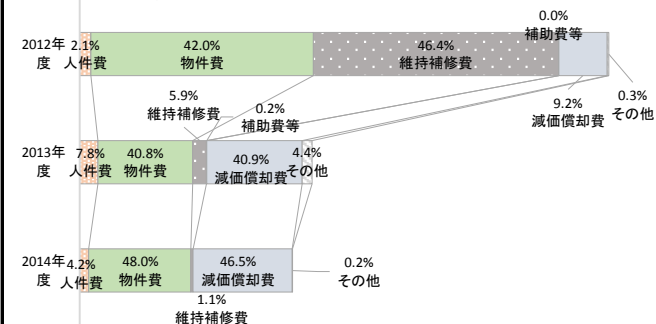 0.0%
補助費等
2012年
度
2.1%
人件費
42.0%
物件費
46.4%
維持補修費
9.2%
減価償却費
0.3%
その他
5.9%
維持補修費
0.2%
補助費等
2013年
度
7.8%
人件費
40.8%
物件費
40.9%
減価償却費
4.4%
その他
2014年
度
4.2%
人件費
48.0%
物件費
46.5%
減価償却費
0.2%
その他
1.1%
維持補修費